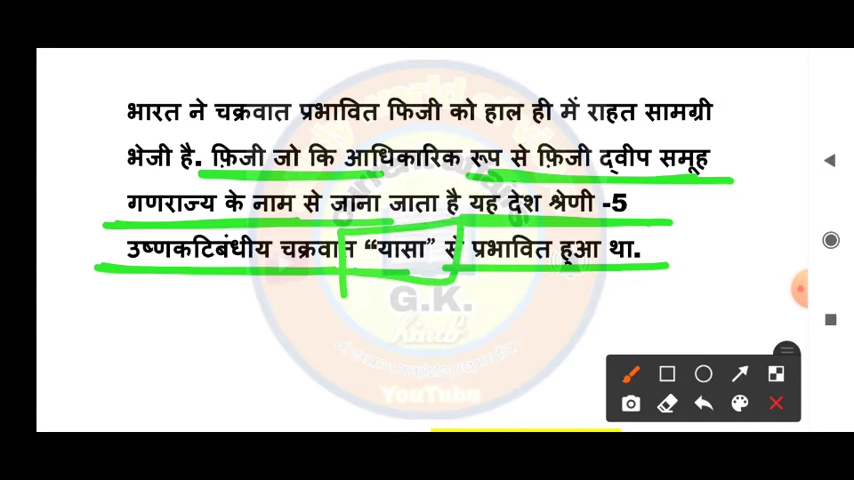 भारत ने चक्रवात प्रभावित फिजी को हाल ही में राहत सामग्री
भेजी है. फ़िजी जो कि आधिकारिक रूप से फ़िजी द्वीप समूह
गणराज्य के नाम से जाना जाता है यह देश श्रेणी -5
उष्णकटिबंधीय चक्रवात “यासा” से प्रभावित हुआ था.
G.K.
YouTube